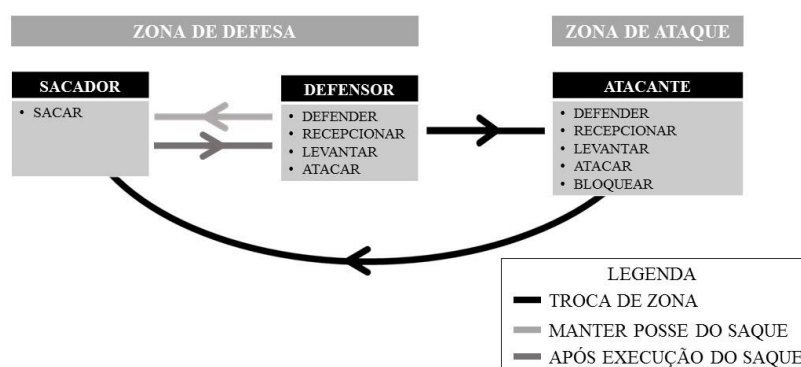 ZONA DE DEFESA
ZONA DE ATAQUE
SACADOR
• SACAR
DEFENSOR
• DEFENDER
• RECEPCIONAR
• LEVANTAR
• ATACAR
ATACANTE
• DEFENDER
• RECEPCIONAR
• LEVANTAR
• ATACAR
• BLOQUEAR
LEGENDA
TROCA DE ZONA
MANTER POSSE DO SAQUE
APÓS EXECUÇÃO DO SAQUE